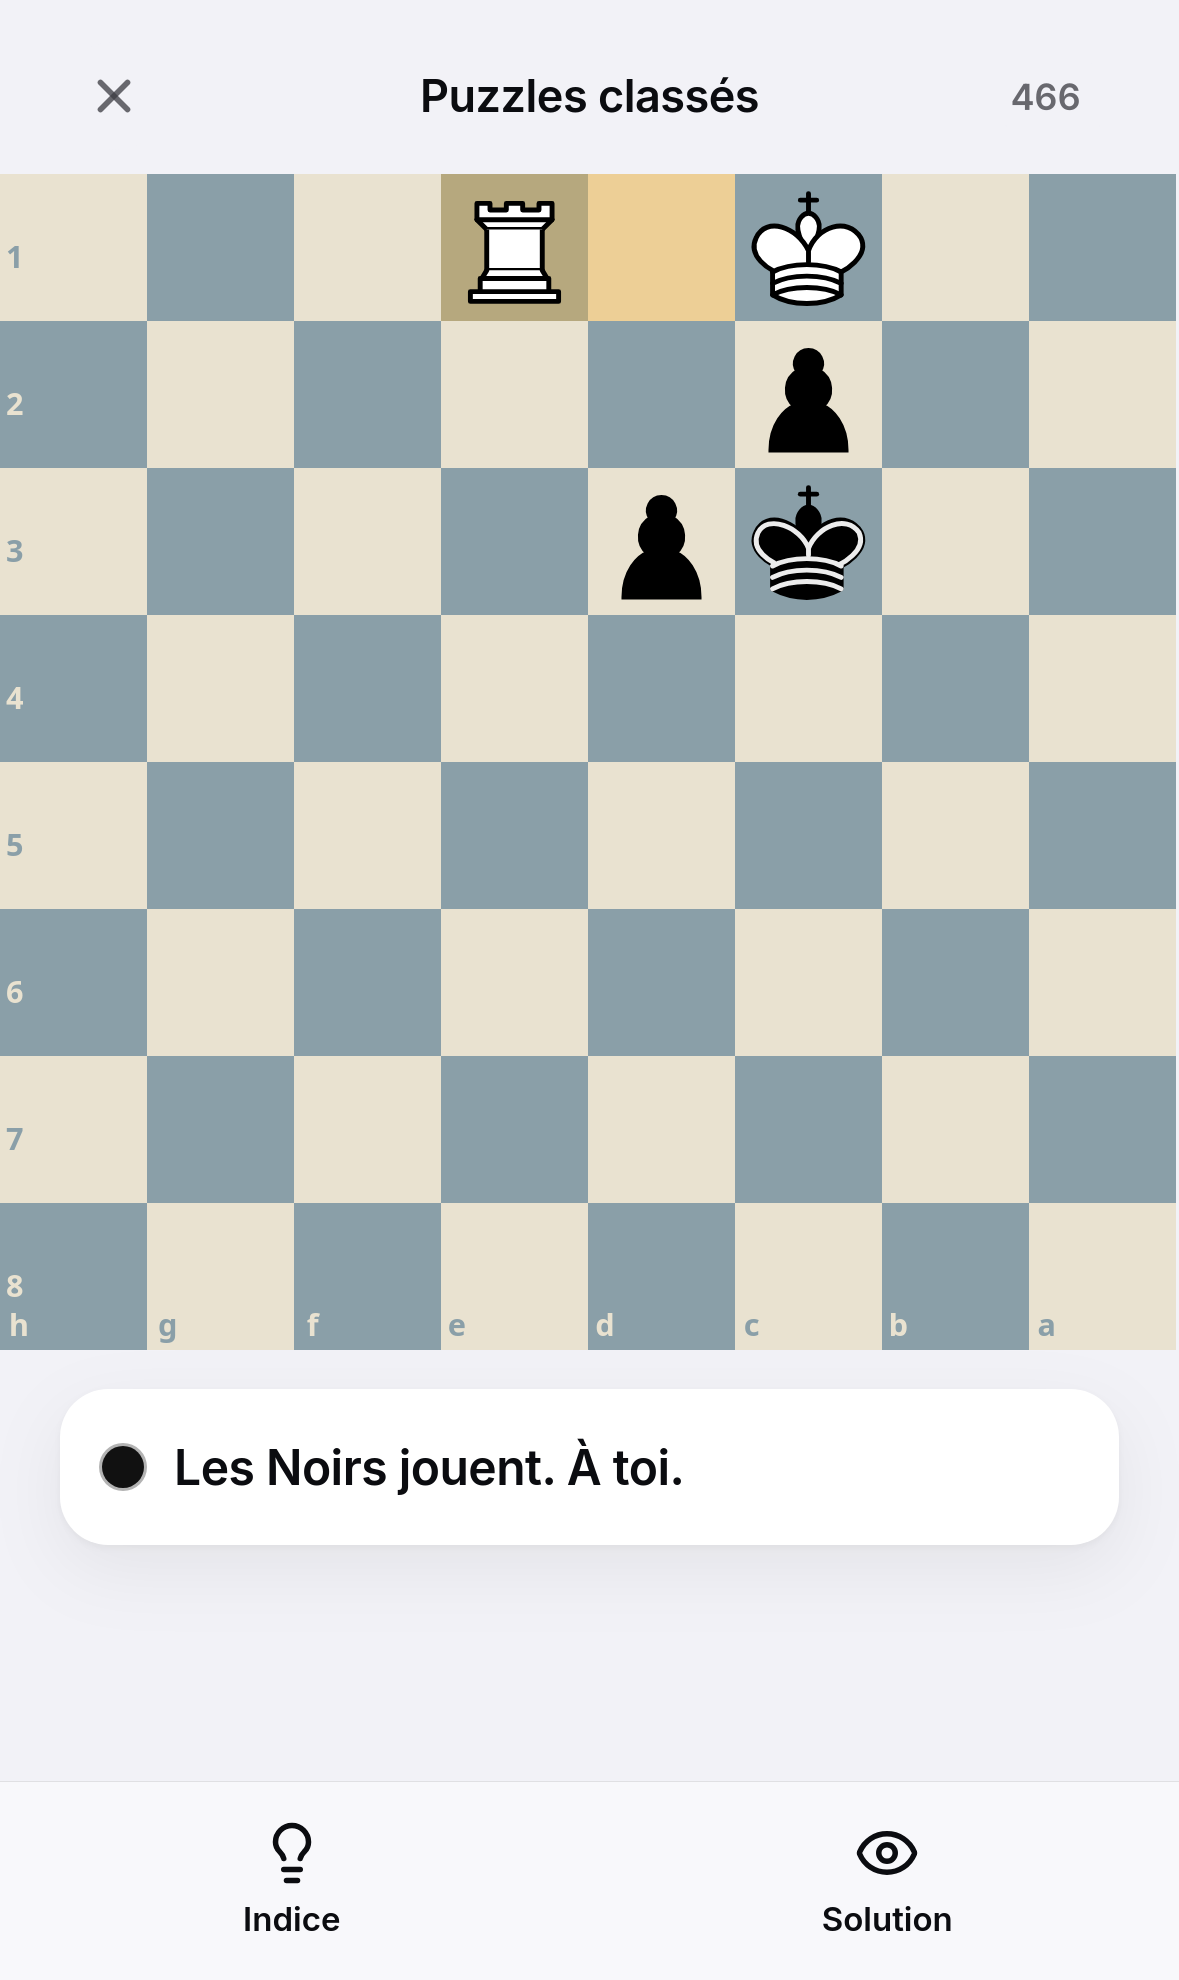 Puzzles classés 466
1
2
3
4
5
6
7
8
h g f e d c b a
Les Noirs jouent. À toi.
Indice Solution